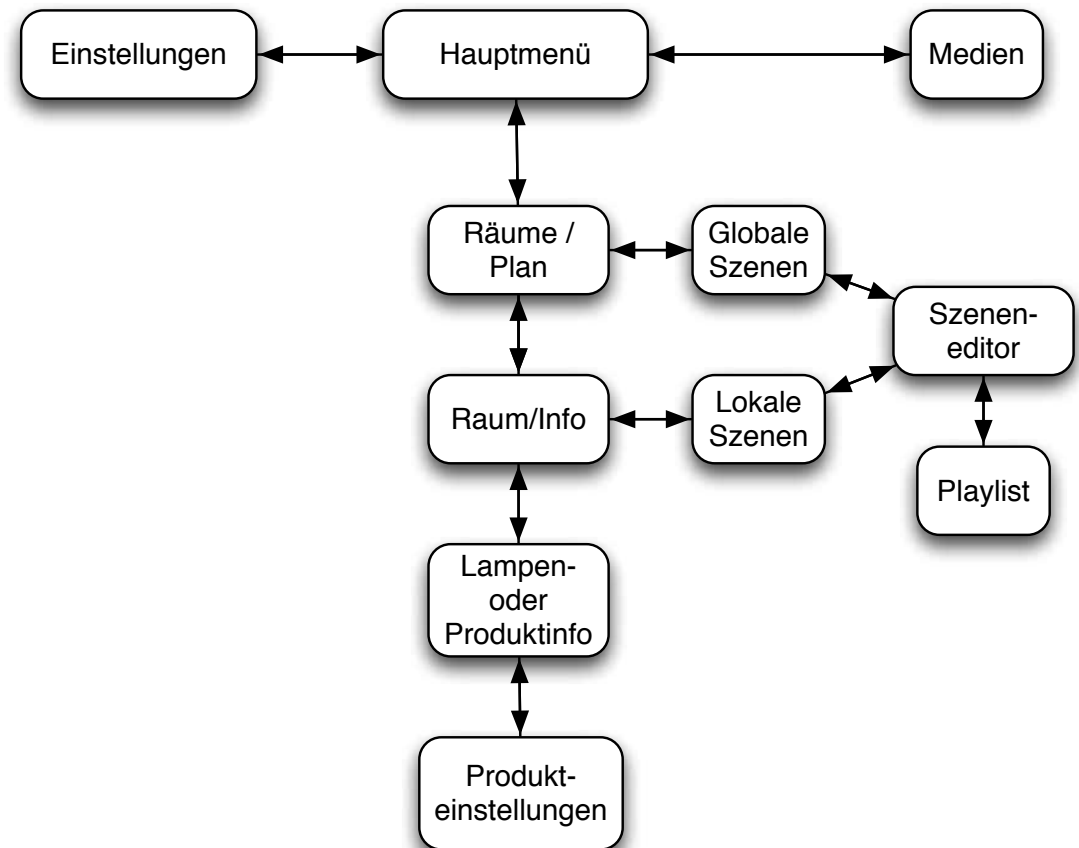 Einstellungen
Hauptmenü
Medien
Räume /
Plan
Globale
Szenen
Szenen-
editor
Raum/Info
Lokale
Szenen
Playlist
Lampen-
oder
Produktinfo
Produkt-
einstellungen